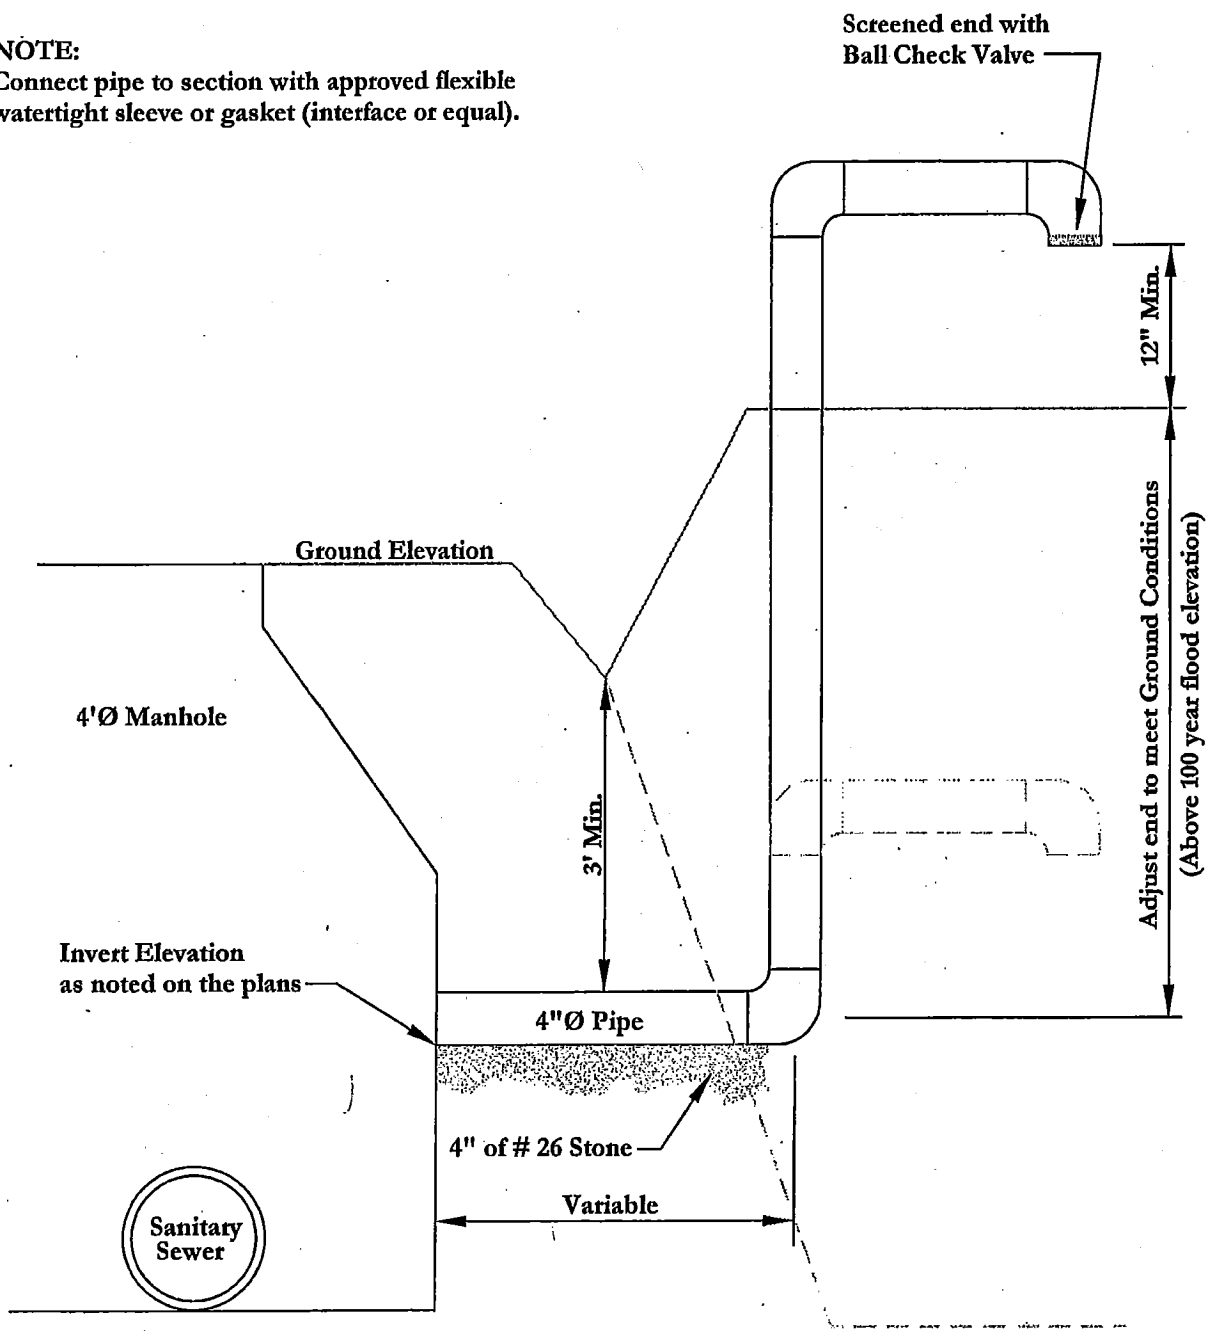 Screened end with
Ball Check Valve
NOTE:
Connect pipe to section with approved flexible
watertight sleeve or gasket (interface or equal).
12" Min.
Ground Elevation
Adjust end to meet Ground Conditions
(Above 100 year flood elevation)
4'Ø Manhole
3' Min.
Invert Elevation
as noted on the plans
4"Ø Pipe
4" of # 26 Stone
Variable
Sanitary
Sewer